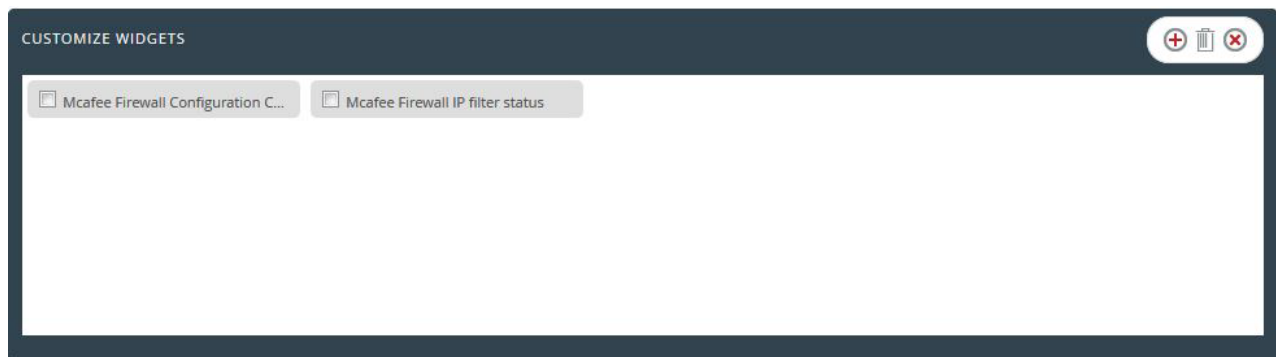 CUSTOMIZE WIDGETS
Mcafee Firewall Configuration C... Mcafee Firewall IP filter status